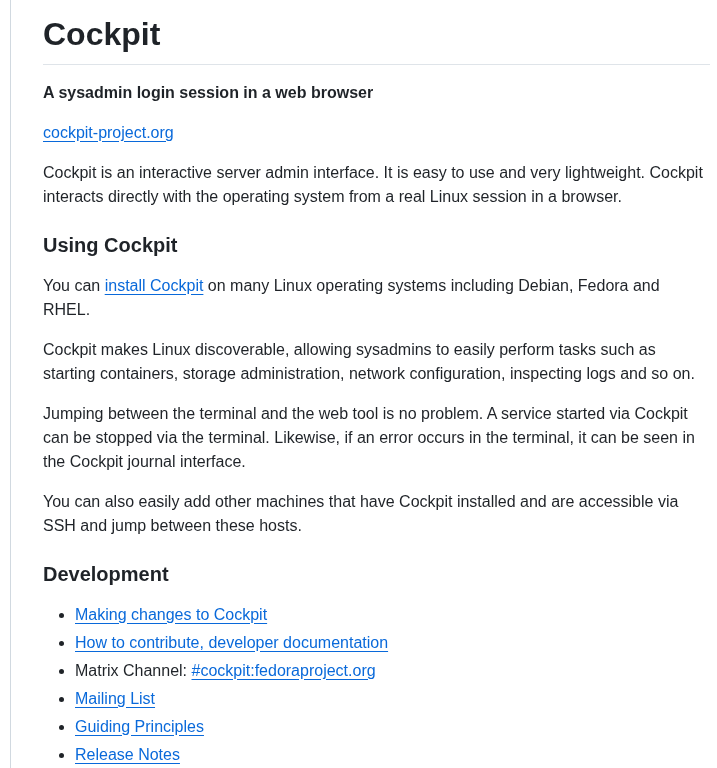 Cockpit
A sysadmin login session in a web browser
cockpit-project.org
Cockpit is an interactive server admin interface. It is easy to use and very lightweight. Cockpit
interacts directly with the operating system from a real Linux session in a browser.
Using Cockpit
You can install Cockpit on many Linux operating systems including Debian, Fedora and
RHEL.
Cockpit makes Linux discoverable, allowing sysadmins to easily perform tasks such as
starting containers, storage administration, network configuration, inspecting logs and so on.
Jumping between the terminal and the web tool is no problem. A service started via Cockpit
can be stopped via the terminal. Likewise, if an error occurs in the terminal, it can be seen in
the Cockpit journal interface.
You can also easily add other machines that have Cockpit installed and are accessible via
SSH and jump between these hosts.
Development
Making changes to Cockpit
How to contribute, developer documentation
Matrix Channel: #cockpit:fedoraproject.org
Mailing List
Guiding Principles
Release Notes